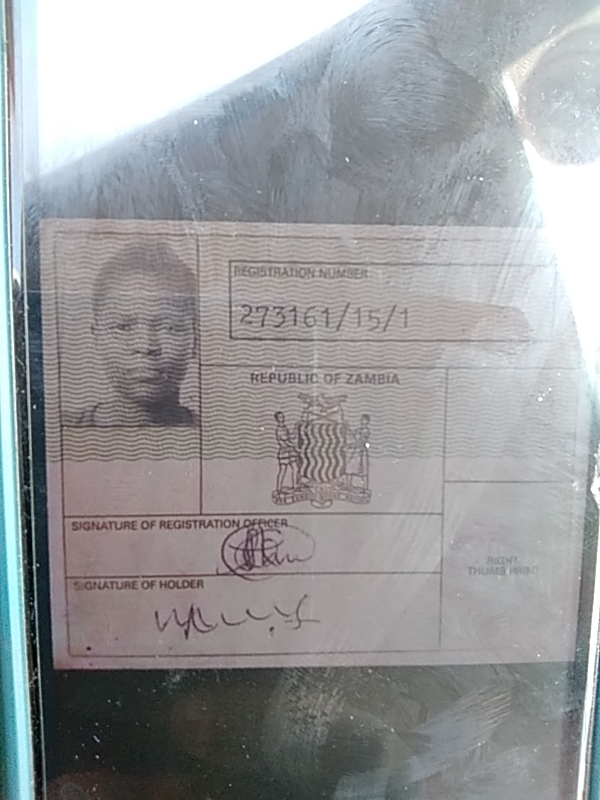 REGISTRATION NUMBER
273161/15/1
REPUBLIC OF ZAMBIA
SIGNATURE OF REGISTRATION OFFICER
SIGNATURE OF HOLDER
RIGHT
THUMB PRINT